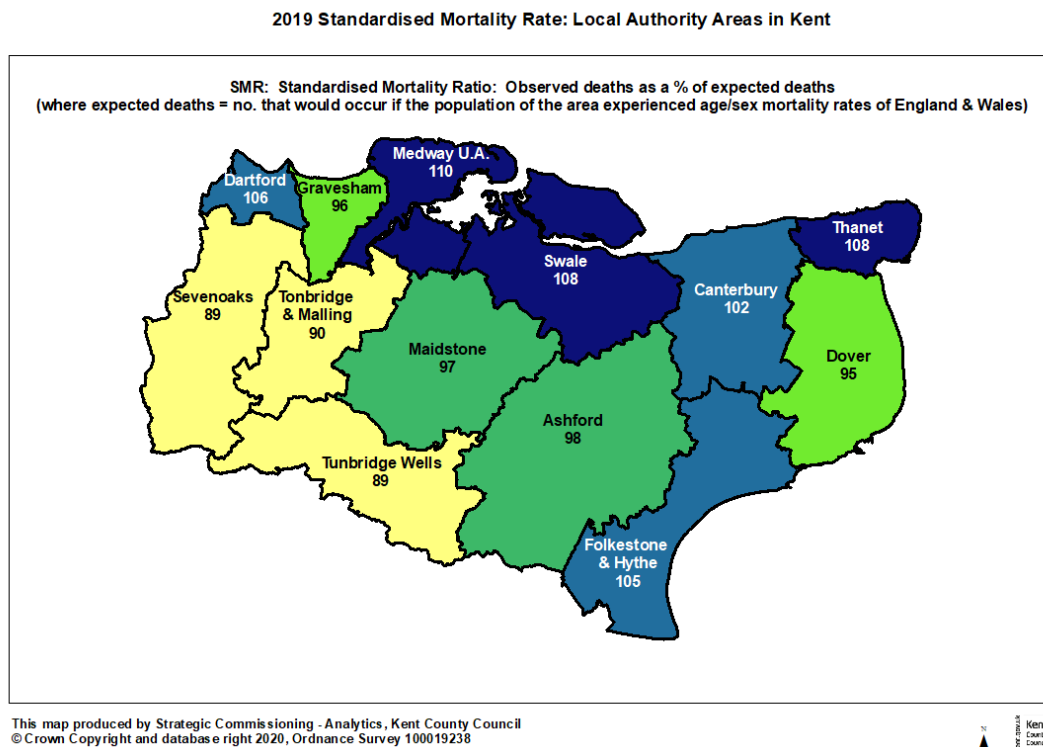 2019 Standardised Mortality Rate: Local Authority Areas in Kent
SMR: Standardised Mortality Ratio: Observed deaths as a % of expected deaths
(where expected deaths = no. that would occur if the population of the area experienced age/sex mortality rates of England & Wales)
Medway U.A.
110
Dartford
106
Gravesham
96
Thanet
108
Swale
108
Canterbury
102
Sevenoaks
89
Tonbridge
& Malling
90
Maidstone
97
Dover
95
Ashford
98
Tunbridge Wells
89
Folkestone
& Hythe
105
This map produced by Strategic Commissioning - Analytics, Kent County Council
© Crown Copyright and database right 2020, Ordnance Survey 100019238
N
Ken